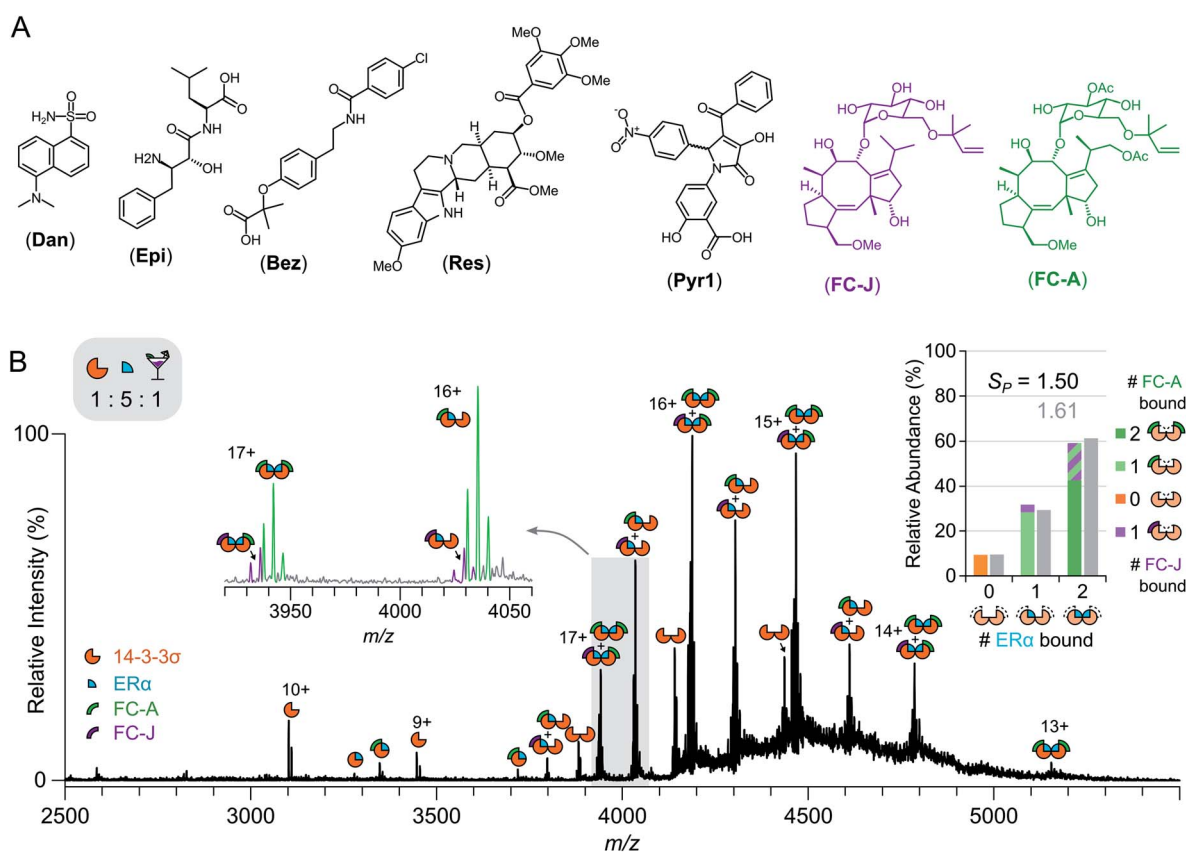 A
H2N
S
O
O
N
(Dan)
OH
O
O
NH
H2N
OH
(Epi)
Cl
O
NH
O
O
OH
(Bez)
MeO
OMe
OMe
O
O
N
H
H
OMe
H
O
OMe
NH
MeO
(Res)
O
-O
N+
O
OH
N
O
HO
O
OH
(Pyr1)
OH
HO
OH
O
O
O
HO
O
H
OH
OMe
(FC-J)
OAc
HO
OH
O
O
O
HO
O
OAc
H
OH
OMe
(FC-A)
B
1 : 5 : 1
Relative Intensity (%)
100
0
17+
16+
3950
4000
4050
m/z
14-3-3σ
ERα
FC-A
FC-J
10+
9+
+
17+
+
+
16+
+
+
15+
+
+
14+
+
13+
2500
3000
3500
4000
4500
5000
m/z
Relative Abundance (%)
100
80
60
40
20
0
SP = 1.50
1.61
0
1
2
# ERα bound
# FC-A
bound
2
1
0
1
# FC-J
bound